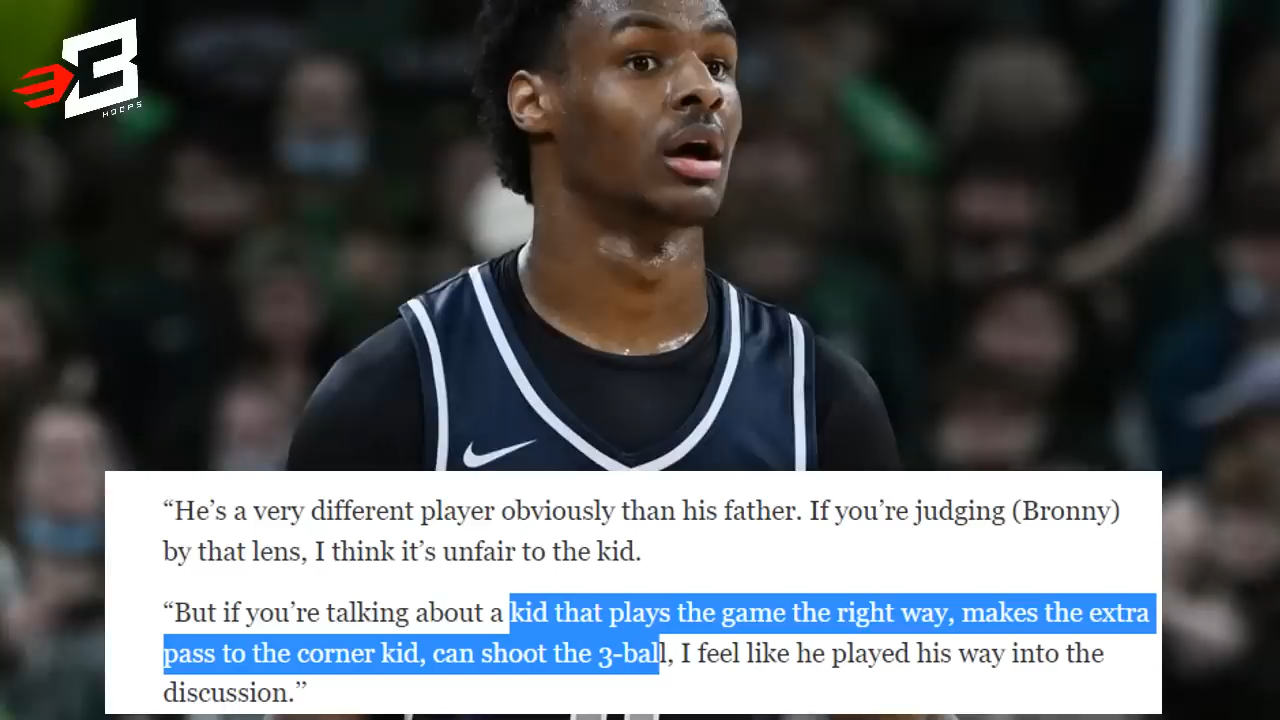 B
HOOPS
“He’s a very different player obviously than his father. If you’re judging (Bronny)
by that lens, I think it’s unfair to the kid.
“But if you’re talking about a kid that plays the game the right way, makes the extra
pass to the corner kid, can shoot the 3-ball, I feel like he played his way into the
discussion.”